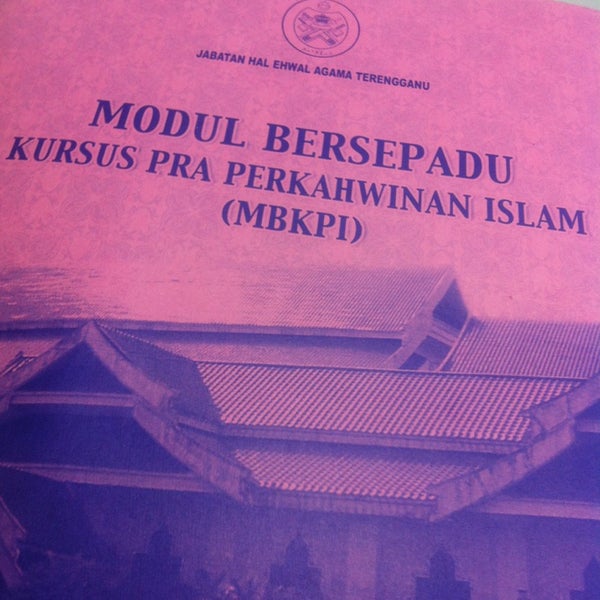 JABATAN HAL EHWAL AGAMA TERENGGANU
MODUL BERSEPADU
KURSUS PRA PERKAHWINAN ISLAM
(MBKPI)